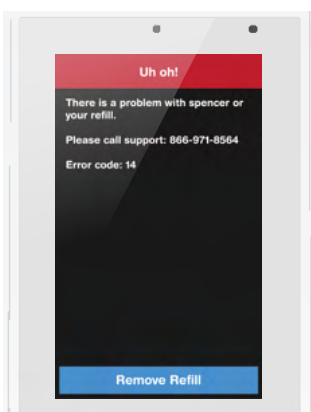 Uh oh!
There is a problem with spencer or
your refill.
Please call support: 866-971-8564
Error code: 14
Remove Refill